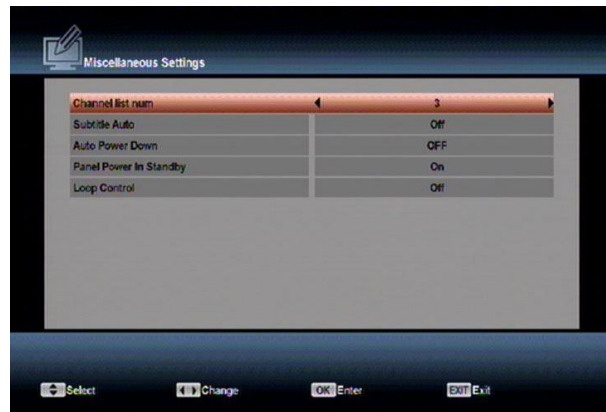 Miscellaneous Settings
Channel list num 3
Subtitle Auto Off
Auto Power Down OFF
Panel Power In Standby On
Loop Control Off
Select Change OK Enter EXIT Exit